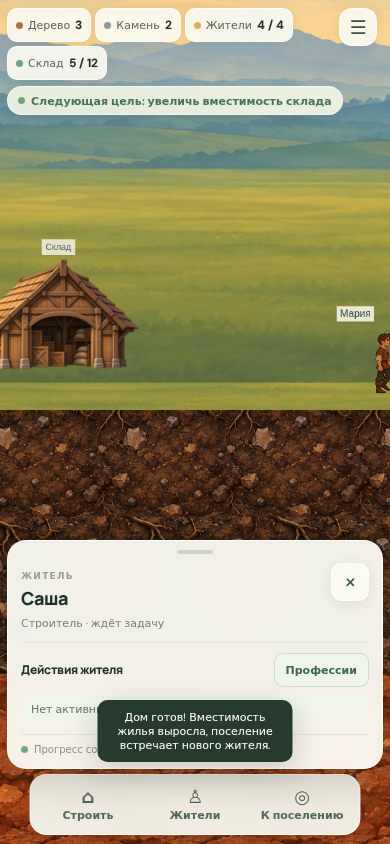 Дерево 3
Камень 2
Жители 4 / 4
Склад 5 / 12
Следующая цель: увеличь вместимость склада
Склад
Мария
ЖИТЕЛЬ
Саша
Строитель · ждёт задачу
Действия жителя
Профессии
Нет активн
Дом готов! Вместимость
жилья выросла, поселение
встречает нового жителя.
Прогресс со
Строить
Жители
К поселению